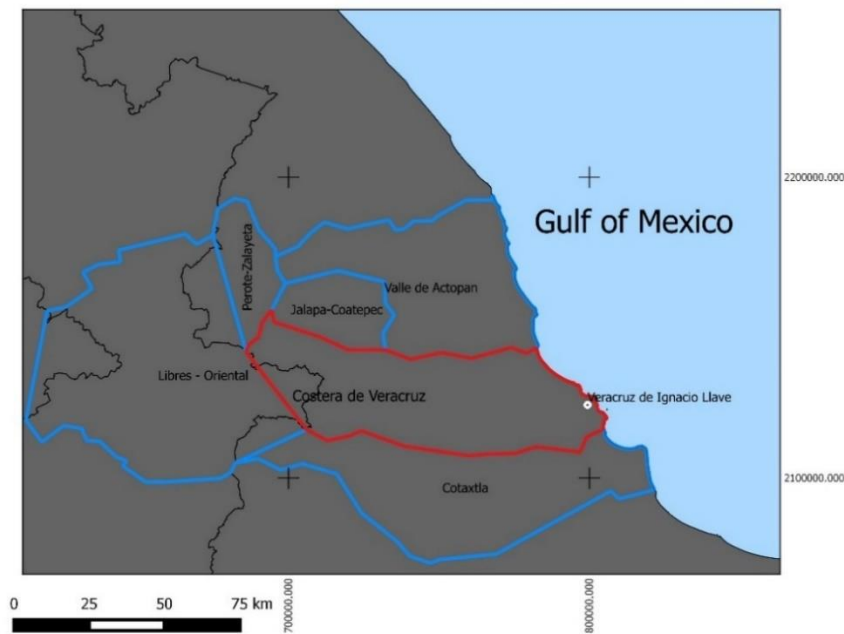 2200000.000
Gulf of Mexico
Perote-Zalayeta
Valle de Actopan
Jalapa-Coatepec
Libres - Oriental
Costera de Veracruz
Veracruz de Ignacio Llave
2100000.000
Cotaxtla
0 25 50 75 km
700000.000
800000.000